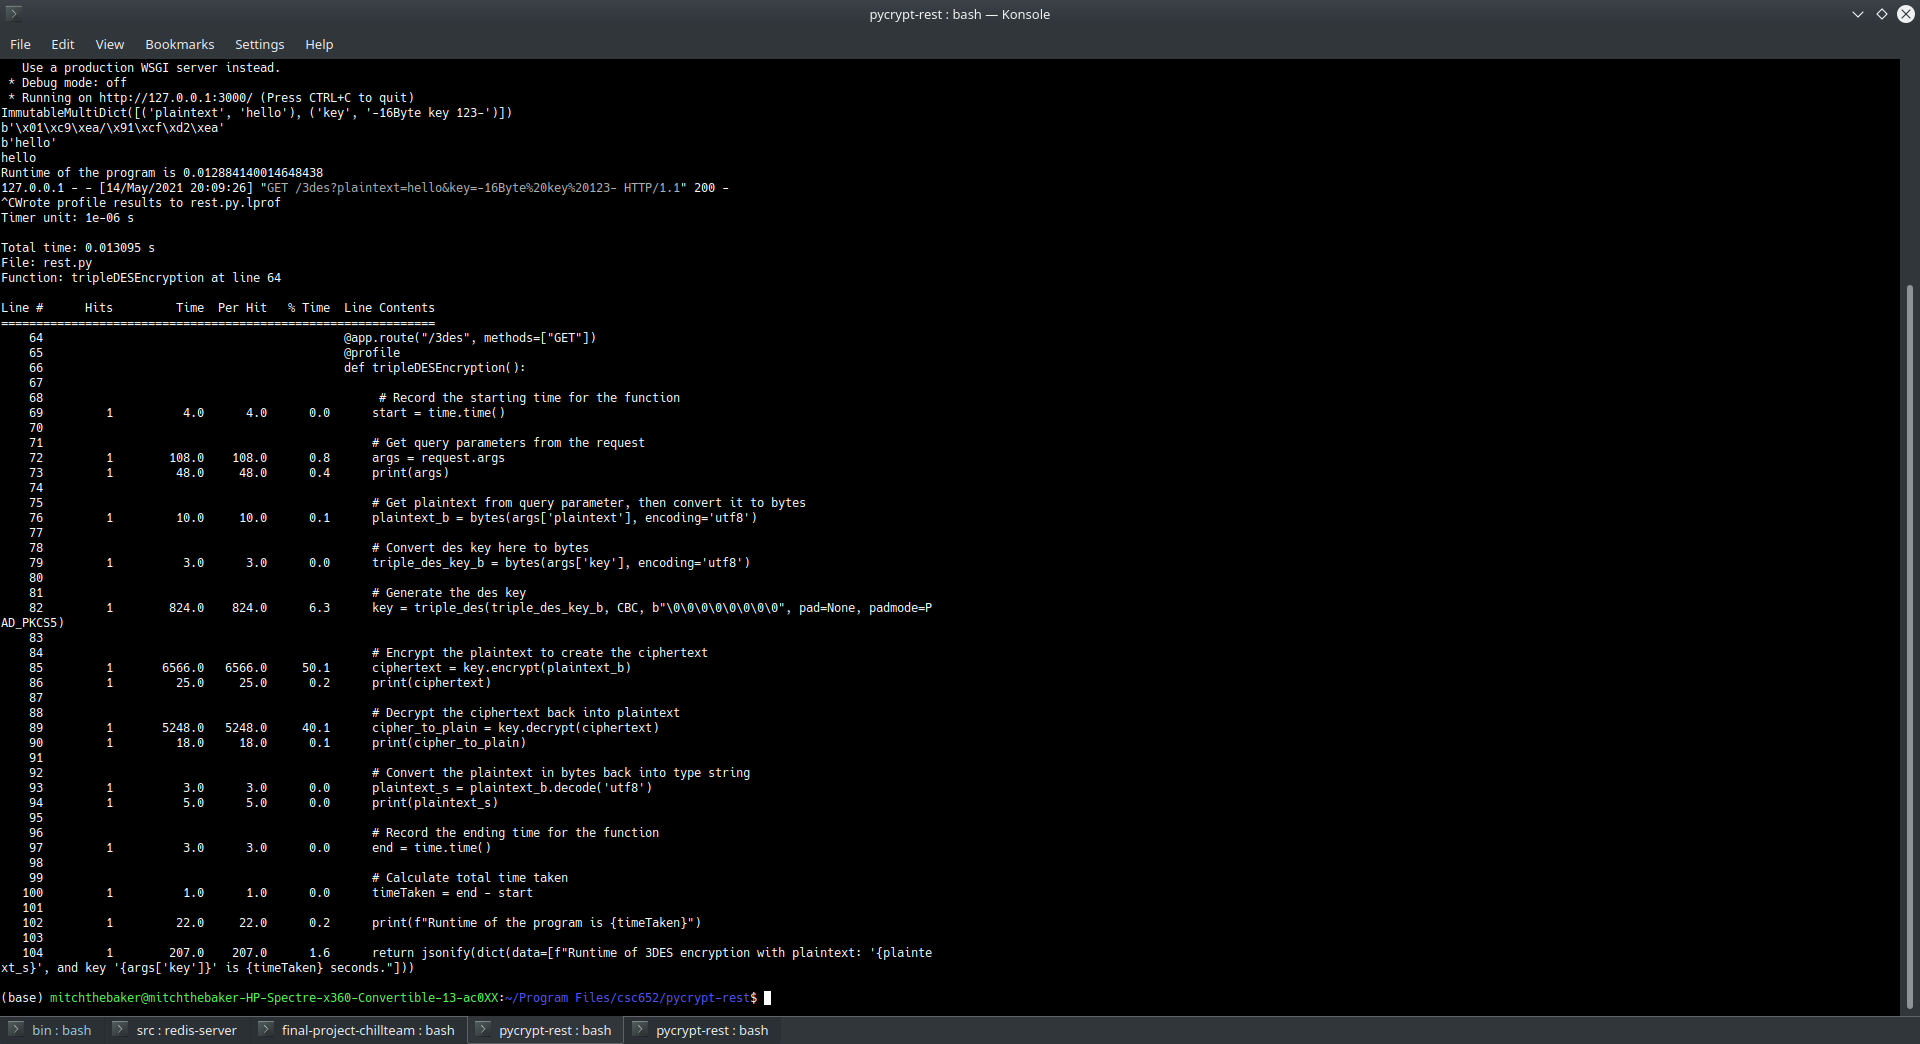 pycrypt-rest : bash — Konsole
File Edit View Bookmarks Settings Help
   Use a production WSGI server instead.
 * Debug mode: off
 * Running on http://127.0.0.1:3000/ (Press CTRL+C to quit)
ImmutableMultiDict([('plaintext', 'hello'), ('key', '-16Byte key 123-')])
b'\x01\xc9\xea/\x91\xcf\xd2\xea'
b'hello'
hello
Runtime of the program is 0.012884140014648438
127.0.0.1 - - [14/May/2021 20:09:26] "GET /3des?plaintext=hello&key=-16Byte%20key%20123- HTTP/1.1" 200 -
^CWrote profile results to rest.py.lprof
Timer unit: 1e-06 s
Total time: 0.013095 s
File: rest.py
Function: tripleDESEncryption at line 64
Line #      Hits         Time  Per Hit   % Time  Line Contents
==============================================================
    64                                           @app.route("/3des", methods=["GET"])
    65                                           @profile
    66                                           def tripleDESEncryption():
    67
    68                                                # Record the starting time for the function
    69         1          4.0      4.0      0.0      start = time.time()
    70
    71                                               # Get query parameters from the request
    72         1        108.0    108.0      0.8      args = request.args
    73         1         48.0     48.0      0.4      print(args)
    74
    75                                               # Get plaintext from query parameter, then convert it to bytes
    76         1         10.0     10.0      0.1      plaintext_b = bytes(args['plaintext'], encoding='utf8')
    77
    78                                               # Convert des key here to bytes
    79         1          3.0      3.0      0.0      triple_des_key_b = bytes(args['key'], encoding='utf8')
    80
    81                                               # Generate the des key
    82         1        824.0    824.0      6.3      key = triple_des(triple_des_key_b, CBC, b"\0\0\0\0\0\0\0\0", pad=None, padmode=P
AD_PKCS5)
    83
    84                                               # Encrypt the plaintext to create the ciphertext
    85         1       6566.0   6566.0     50.1      ciphertext = key.encrypt(plaintext_b)
    86         1         25.0     25.0      0.2      print(ciphertext)
    87
    88                                               # Decrypt the ciphertext back into plaintext
    89         1       5248.0   5248.0     40.1      cipher_to_plain = key.decrypt(ciphertext)
    90         1         18.0     18.0      0.1      print(cipher_to_plain)
    91
    92                                               # Convert the plaintext in bytes back into type string
    93         1          3.0      3.0      0.0      plaintext_s = plaintext_b.decode('utf8')
    94         1          5.0      5.0      0.0      print(plaintext_s)
    95
    96                                               # Record the ending time for the function
    97         1          3.0      3.0      0.0      end = time.time()
    98
    99                                               # Calculate total time taken
   100         1          1.0      1.0      0.0      timeTaken = end - start
   101
   102         1         22.0     22.0      0.2      print(f"Runtime of the program is {timeTaken}")
   103
   104         1        207.0    207.0      1.6      return jsonify(dict(data=[f"Runtime of 3DES encryption with plaintext: '{plainte
xt_s}', and key '{args['key']}' is {timeTaken} seconds."]))
(base) mitchthebaker@mitchthebaker-HP-Spectre-x360-Convertible-13-ac0XX:~/Program Files/csc652/pycrypt-rest$
bin : bash src : redis-server final-project-chillteam : bash pycrypt-rest : bash pycrypt-rest : bash